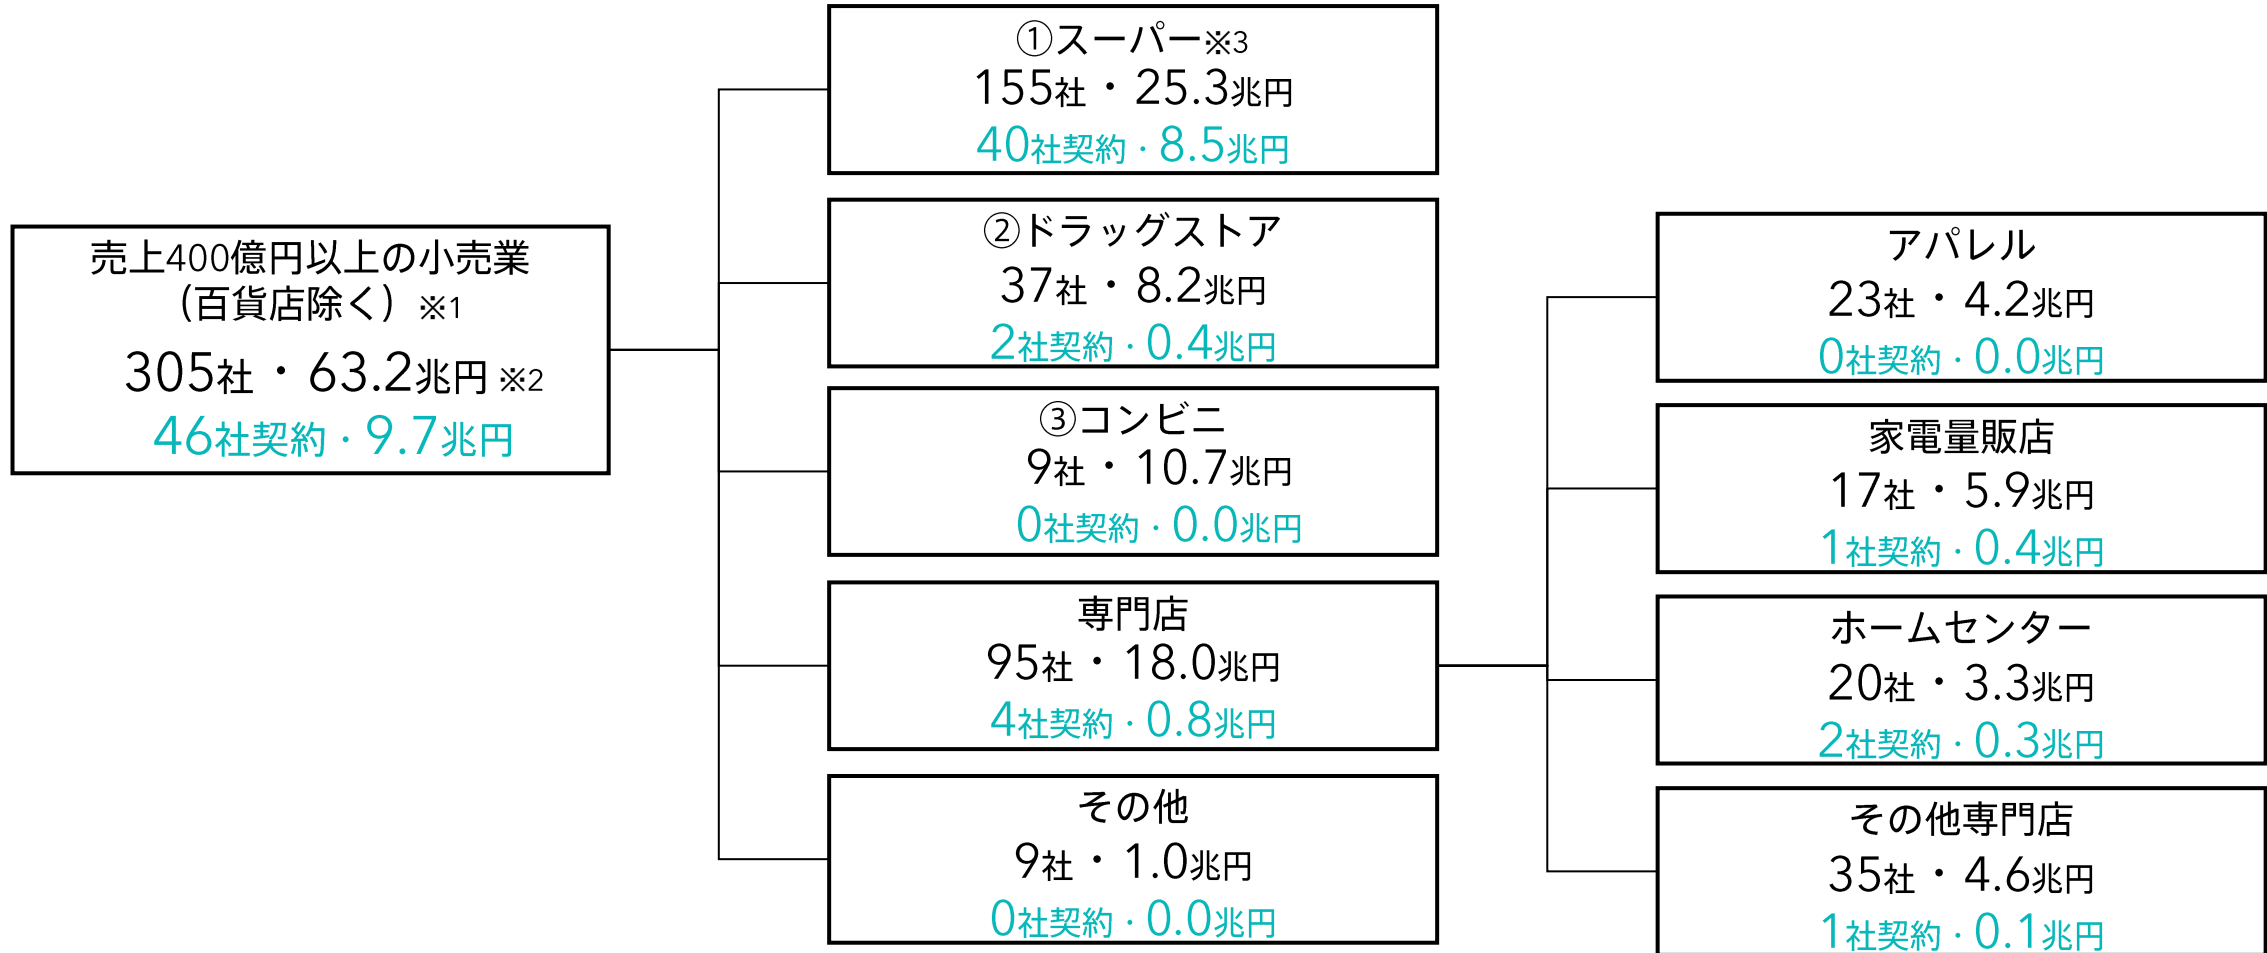 売上400億円以上の小売業
(百貨店除く) ※1
305社・63.2兆円 ※2
46社契約・9.7兆円
①スーパー※3
155社・25.3兆円
40社契約・8.5兆円
②ドラッグストア
37社・8.2兆円
2社契約・0.4兆円
③コンビニ
9社・10.7兆円
0社契約・0.0兆円
専門店
95社・18.0兆円
4社契約・0.8兆円
その他
9社・1.0兆円
0社契約・0.0兆円
アパレル
23社・4.2兆円
0社契約・0.0兆円
家電量販店
17社・5.9兆円
1社契約・0.4兆円
ホームセンター
20社・3.3兆円
2社契約・0.3兆円
その他専門店
35社・4.6兆円
1社契約・0.1兆円